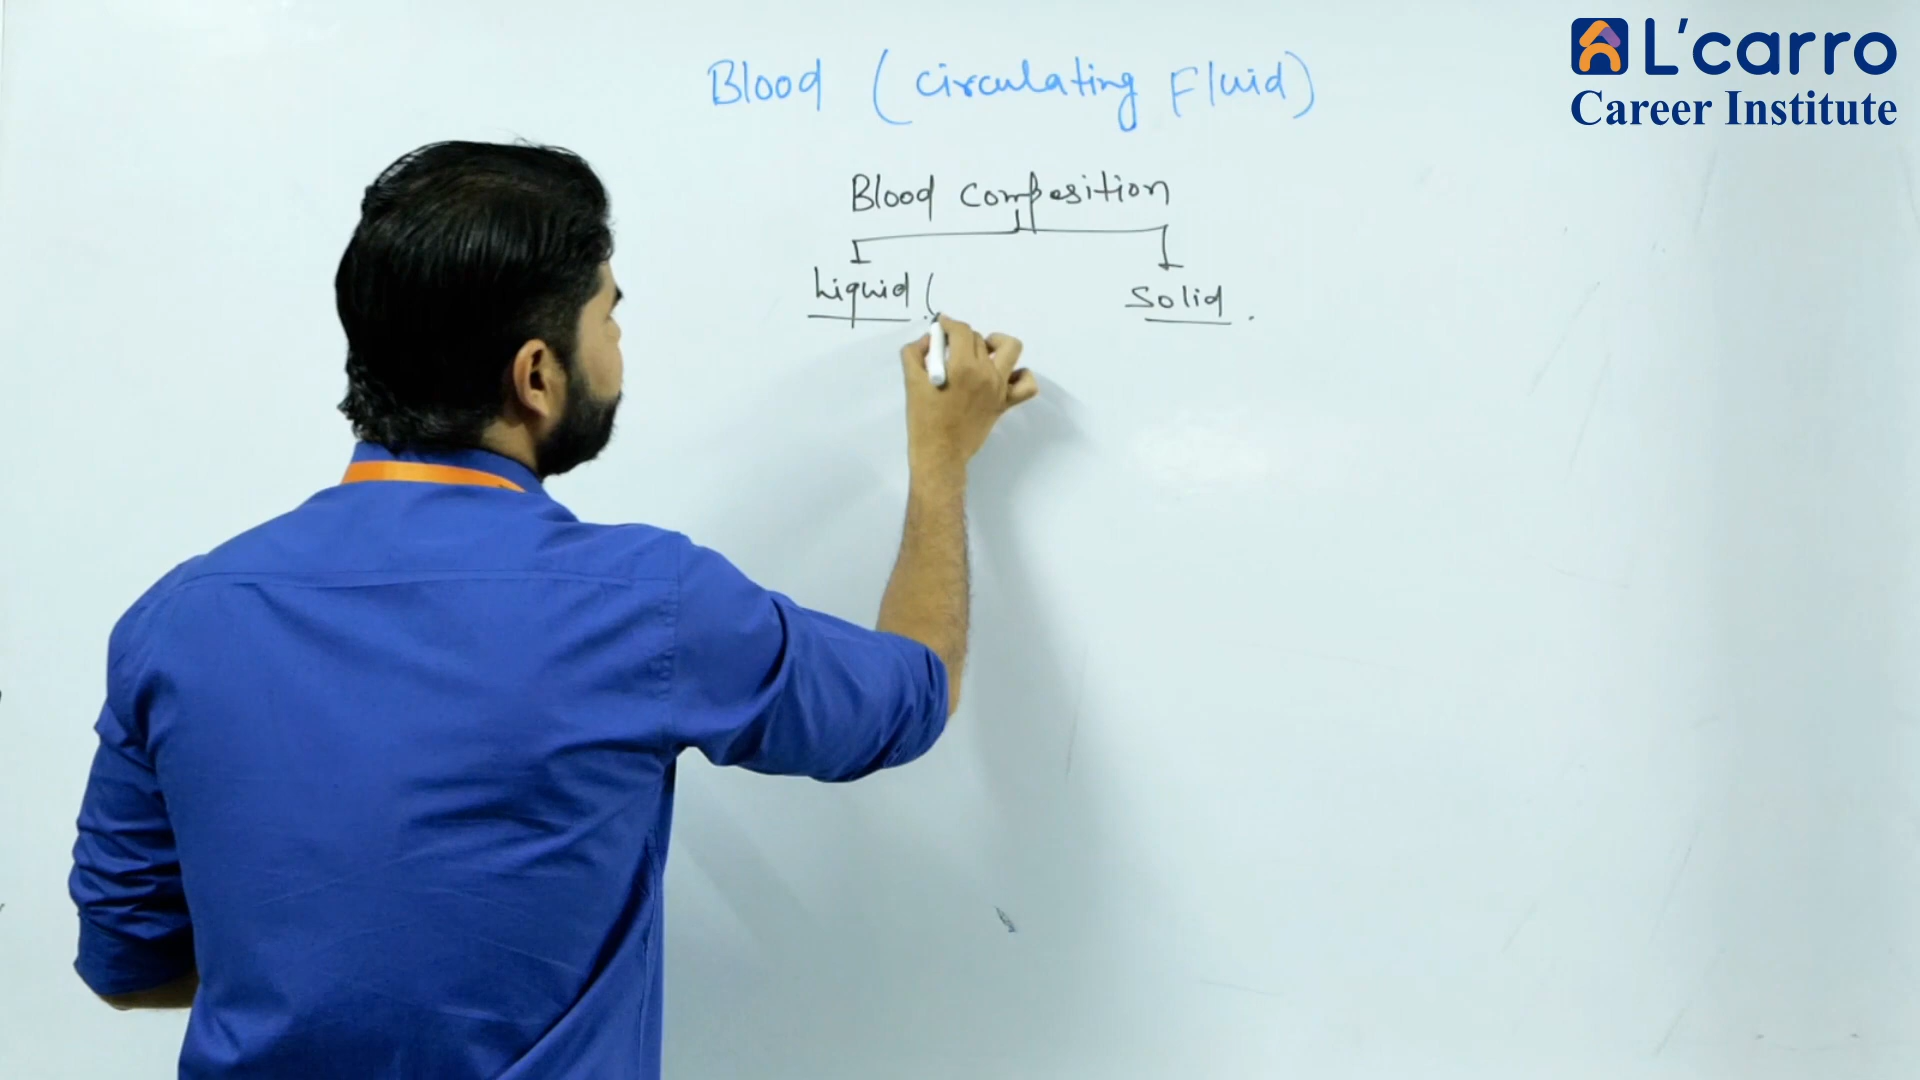 L'carro
Career Institute
Blood (circulating Fluid)
Blood composition
Liquid (
Solid .